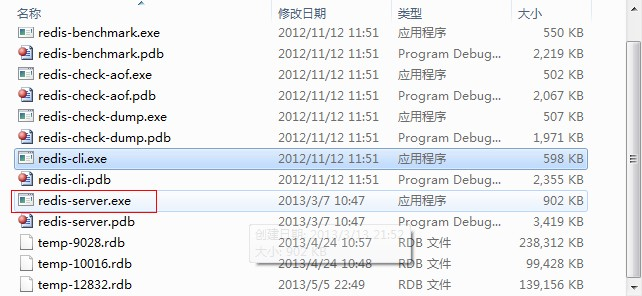 名称 修改日期 类型 大小
redis-benchmark.exe 2012/11/12 11:51 应用程序 550 KB
redis-benchmark.pdb 2012/11/12 11:51 Program Debug... 2,219 KB
redis-check-aof.exe 2012/11/12 11:51 应用程序 502 KB
redis-check-aof.pdb 2012/11/12 11:51 Program Debug... 2,067 KB
redis-check-dump.exe 2012/11/12 11:51 应用程序 507 KB
redis-check-dump.pdb 2012/11/12 11:51 Program Debug... 1,971 KB
redis-cli.exe 2012/11/12 11:51 应用程序 598 KB
redis-cli.pdb 2012/11/12 11:51 Program Debug... 2,355 KB
redis-server.exe 2013/3/7 10:47 应用程序 902 KB
redis-server.pdb 2013/3/7 10:47 Program Debug... 3,419 KB
创建日期: 2013/3/13 21:52
大小: 902 KB
temp-9028.rdb 2013/4/24 10:57 RDB 文件 238,312 KB
temp-10016.rdb 2013/4/24 10:48 RDB 文件 99,428 KB
temp-12832.rdb 2013/5/5 22:49 RDB 文件 139,156 KB